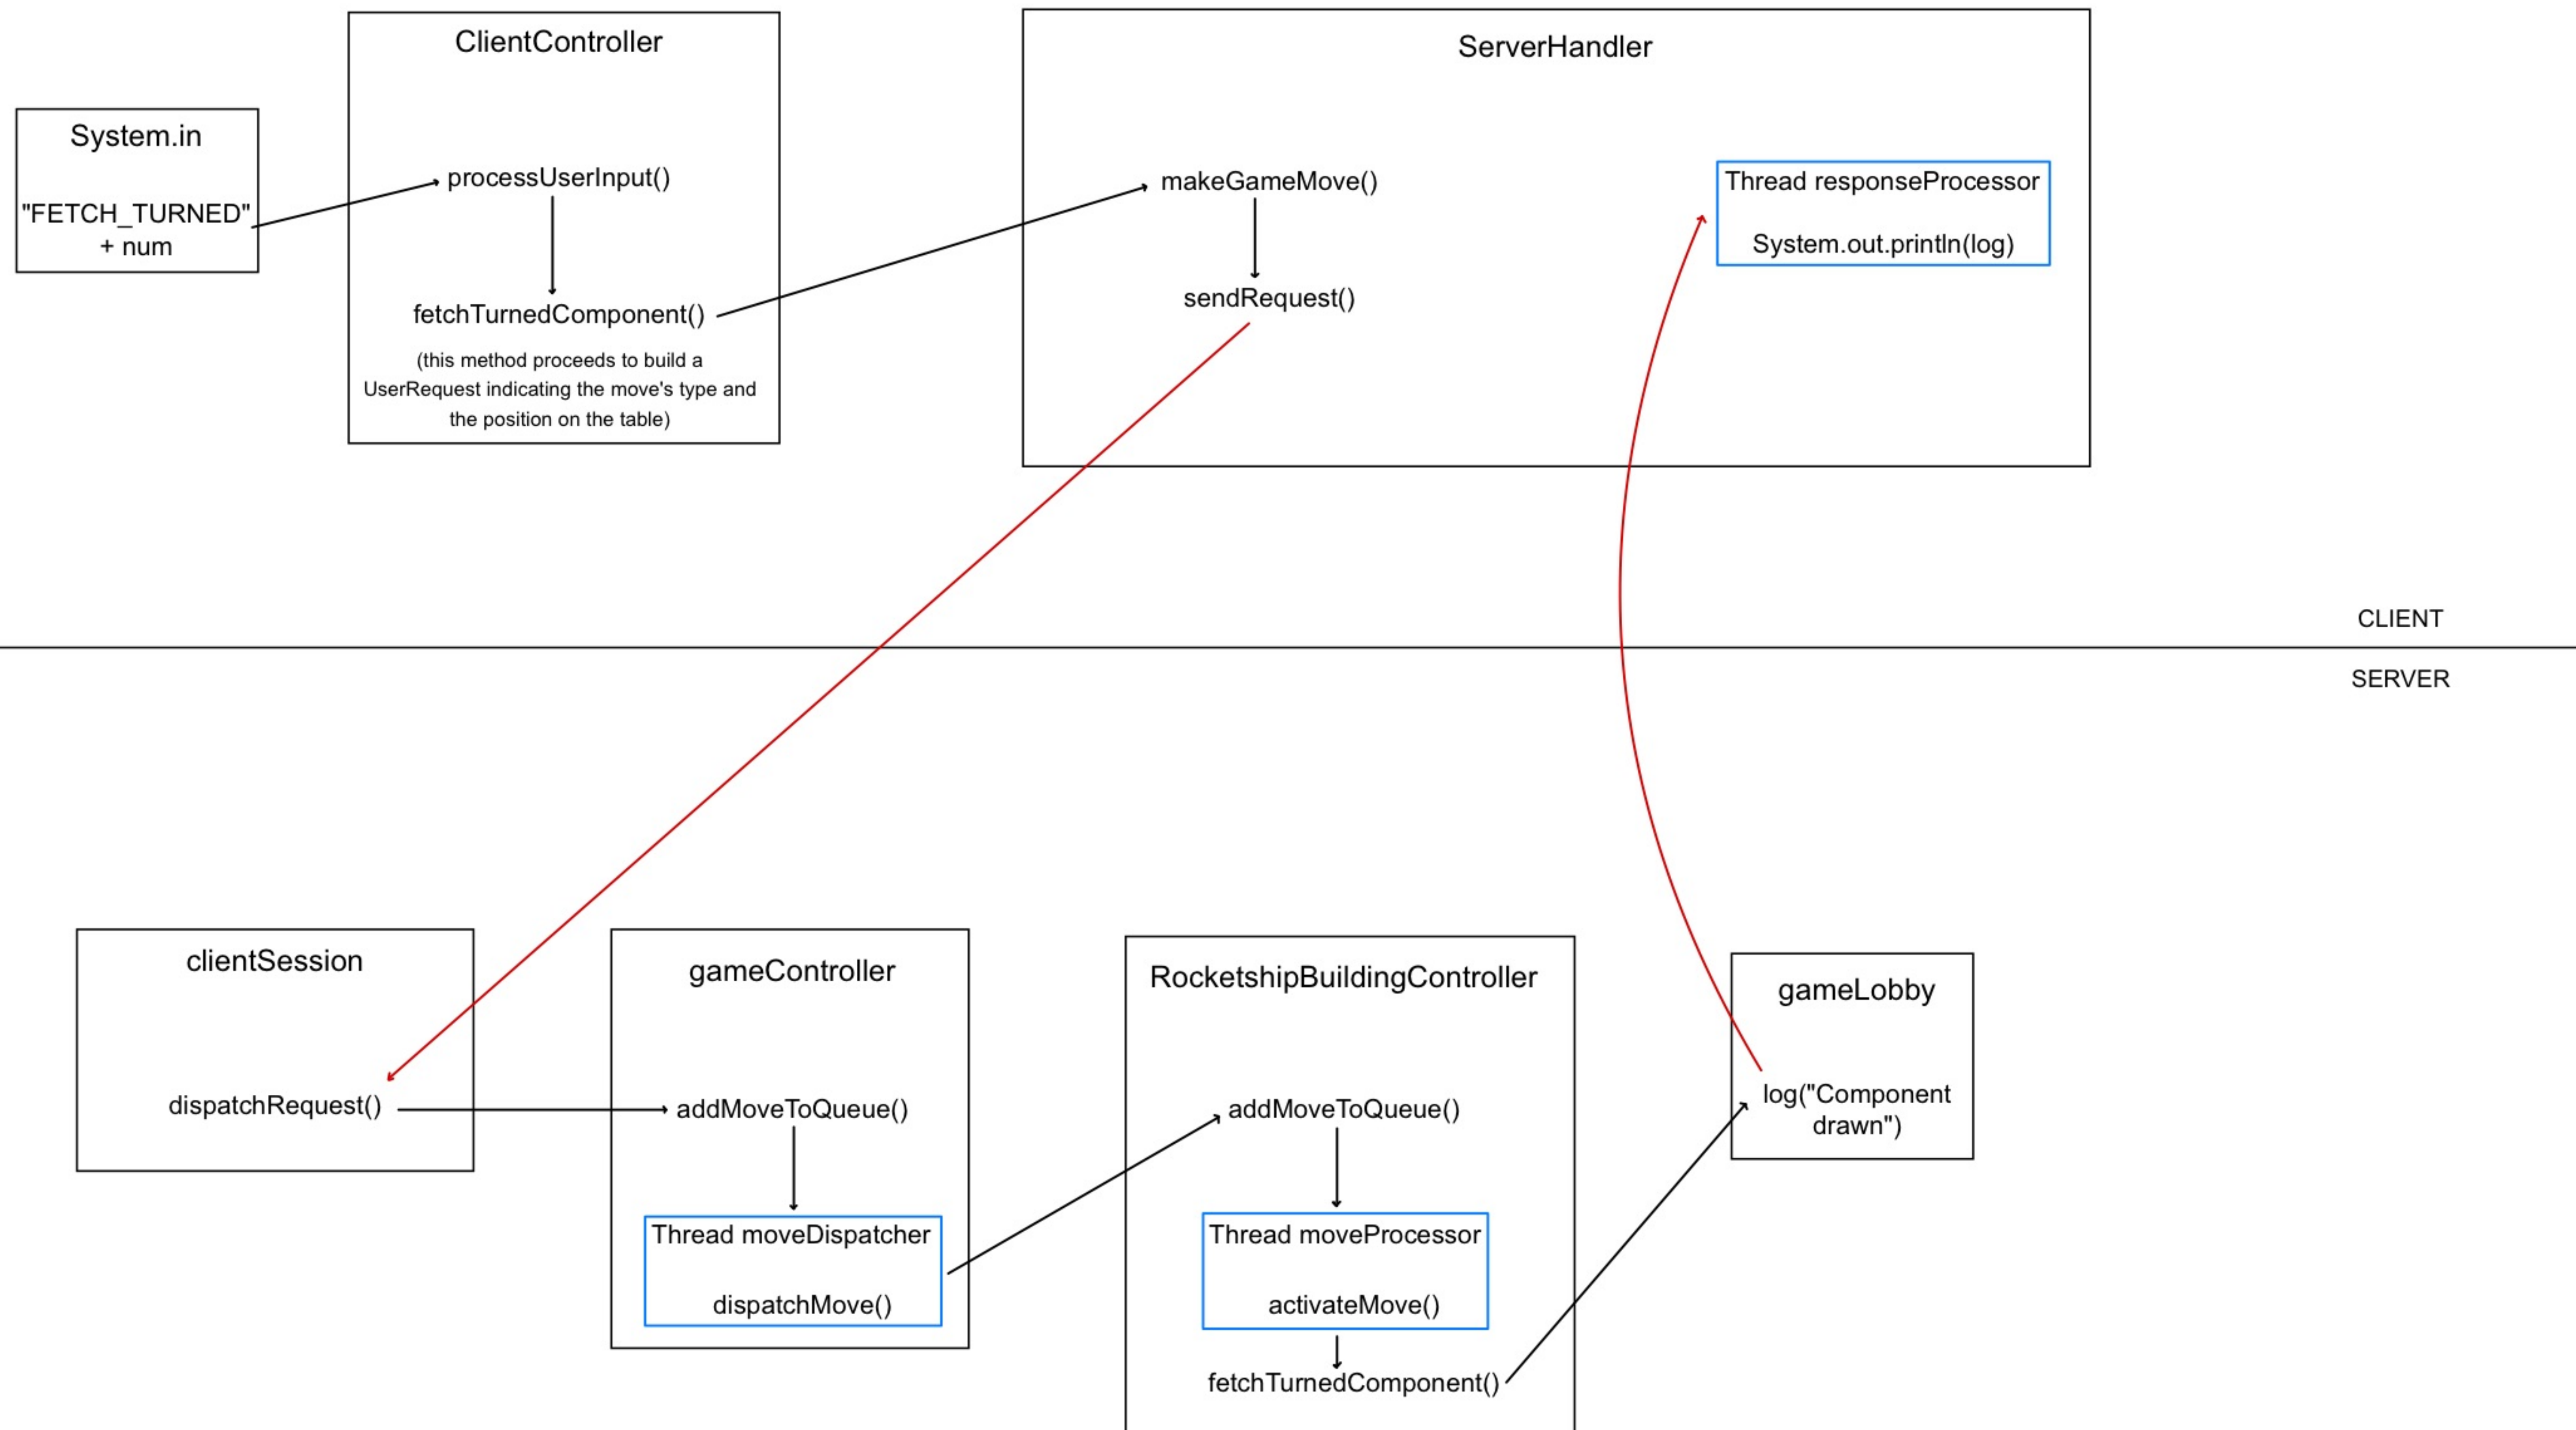 ClientController
ServerHandler
System.in
"FETCH_TURNED"
+ num
processUserInput()
fetchTurnedComponent()
(this method proceeds to build a
UserRequest indicating the move's type and
the position on the table)
makeGameMove()
sendRequest()
Thread responseProcessor
System.out.println(log)
CLIENT
SERVER
clientSession
dispatchRequest()
gameController
addMoveToQueue()
Thread moveDispatcher
dispatchMove()
RocketshipBuildingController
addMoveToQueue()
Thread moveProcessor
activateMove()
fetchTurnedComponent()
gameLobby
log("Component
drawn")